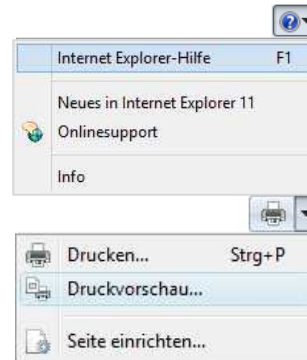 Internet Explorer-Hilfe F1
Neues in Internet Explorer 11
Onlinesupport
Info
Drucken... Strg+P
Druckvorschau...
Seite einrichten...